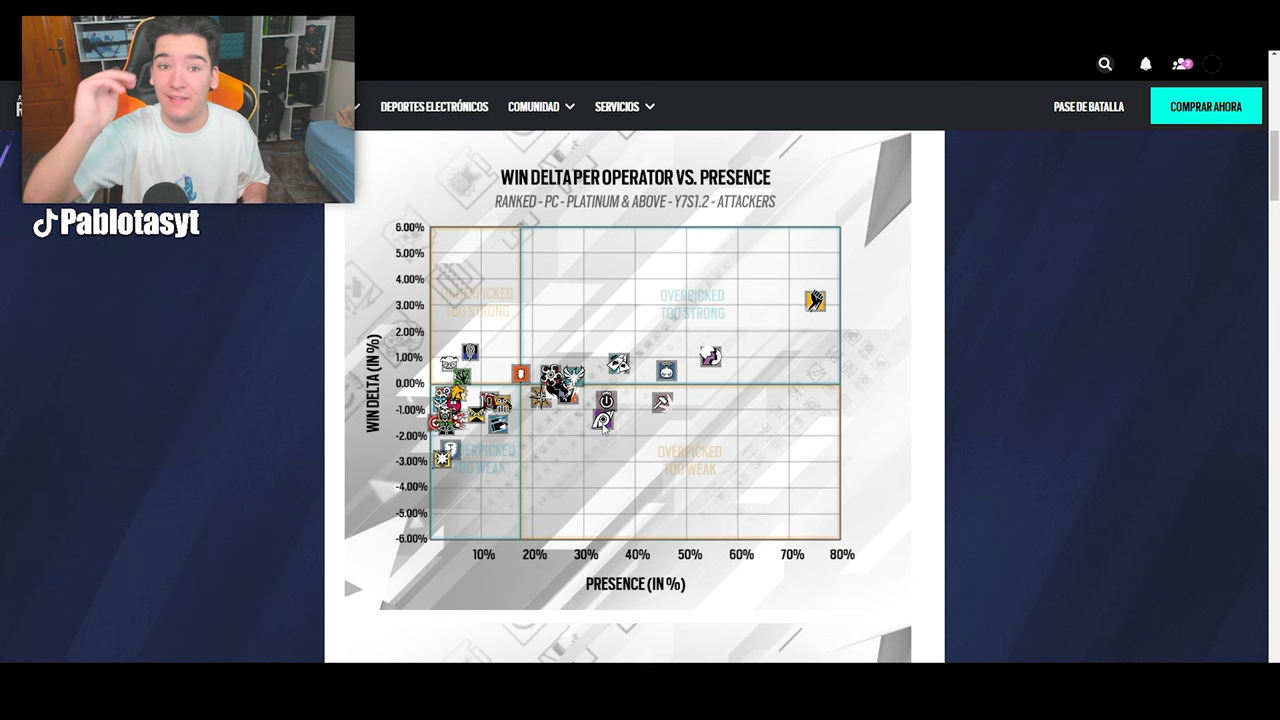 DEPORTES ELECTRÓNICOS
COMUNIDAD
SERVICIOS
PASE DE BATALLA
COMPRAR AHORA
2
Pablotasyt
WIN DELTA PER OPERATOR VS. PRESENCE
RANKED - PC - PLATINUM & ABOVE - Y7S1.2 - ATTACKERS
6.00%
5.00%
4.00%
3.00%
2.00%
1.00%
0.00%
-1.00%
-2.00%
-3.00%
-4.00%
-5.00%
-6.00%
WIN DELTA (IN %)
TOO STRONG
OVERPICKED
TOO STRONG
TOO WEAK
OVERPICKED
TOO WEAK
10%
20%
30%
40%
50%
60%
70%
80%
PRESENCE (IN %)